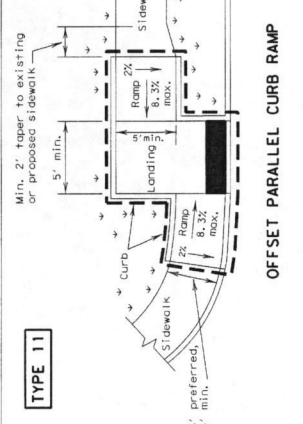 TYPE 11
Min. 2' taper to existing
or proposed sidewalk
5' min.
Curb
Sidewalk
2%
Ramp
8.3%
max.
5' min.
Landing
2%
Ramp
8.3%
max.
preferred,
min.
OFFSET PARALLEL CURB RAMP